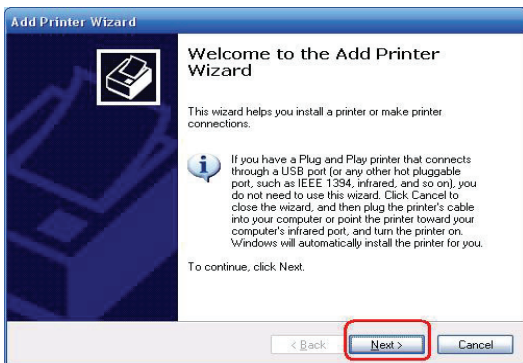 Add Printer Wizard
Welcome to the Add Printer
Wizard
This wizard helps you install a printer or make printer
connections.
If you have a Plug and Play printer that connects
through a USB port (or any other hot pluggable
port, such as IEEE 1394, infrared, and so on), you
do not need to use this wizard. Click Cancel to
close the wizard, and then plug the printer's cable
into your computer or point the printer toward your
computer's infrared port, and turn the printer on.
Windows will automatically install the printer for you.
To continue, click Next.
< Back Next > Cancel